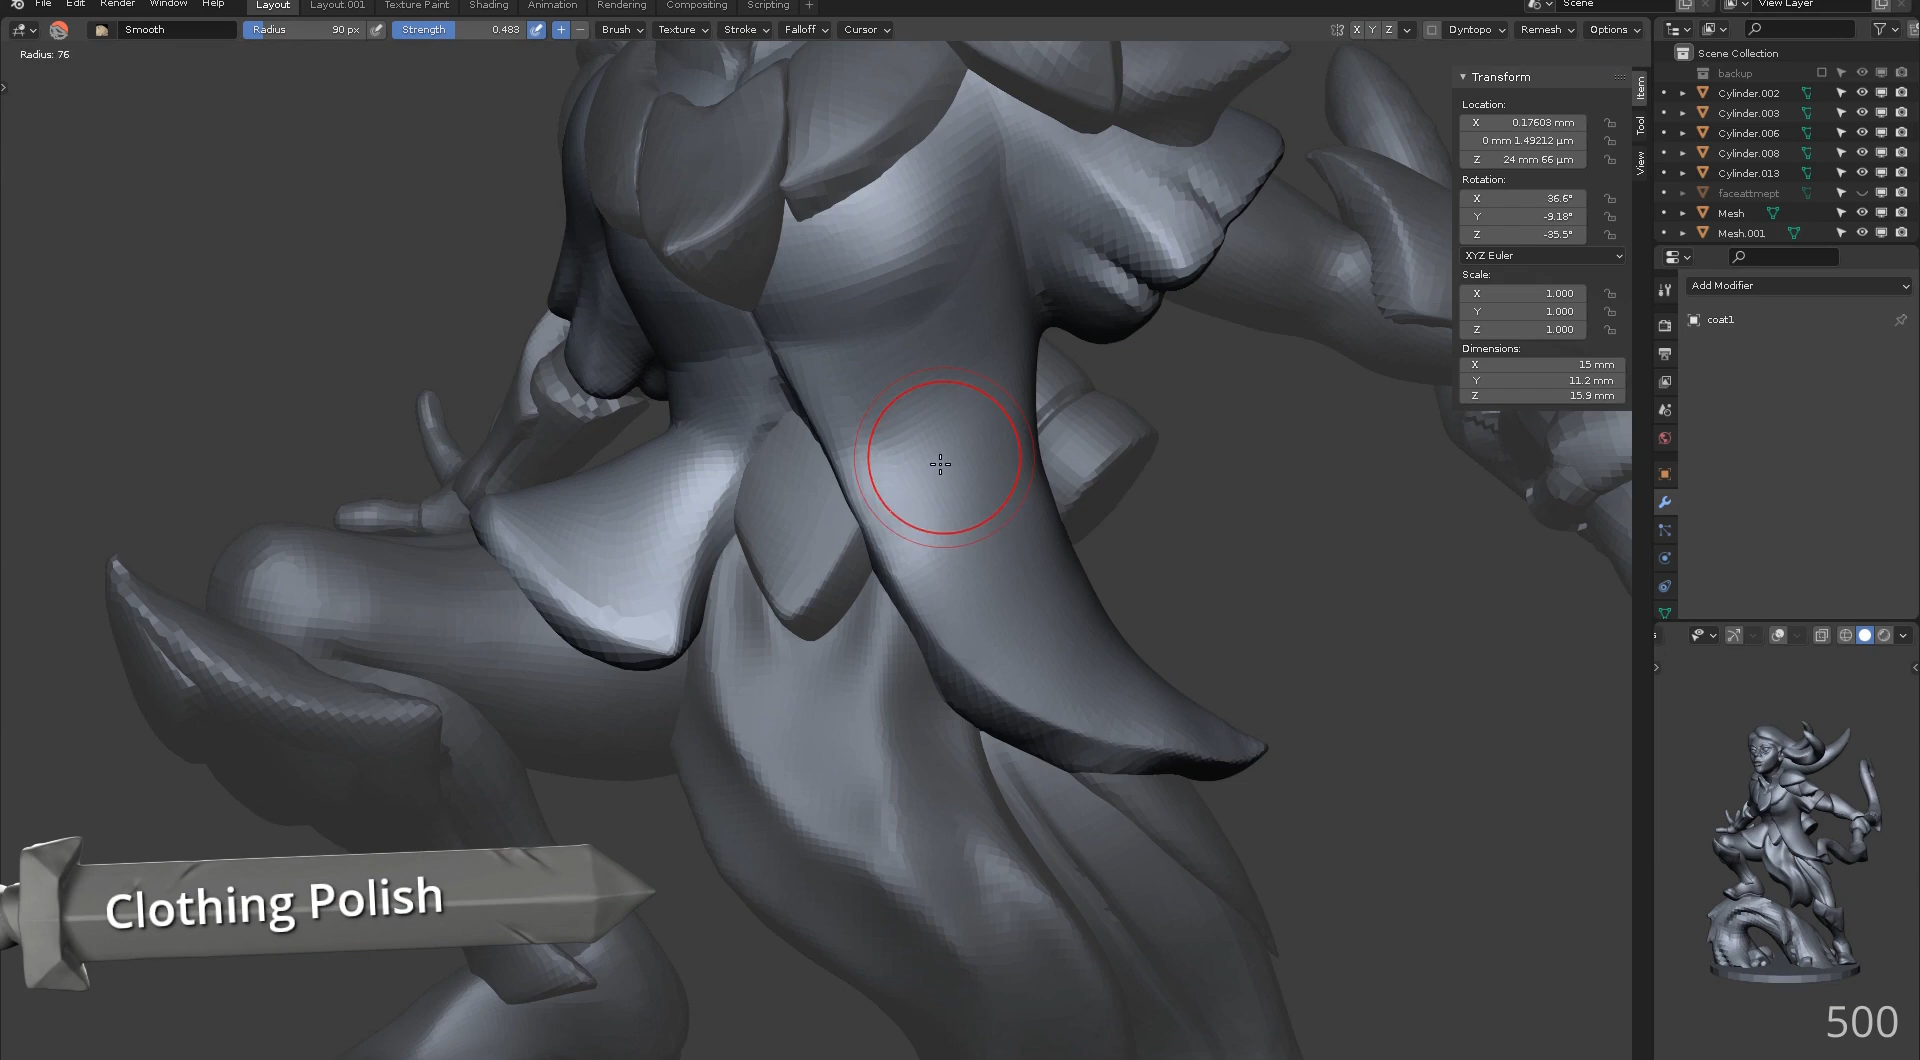 File Edit Render Window Help Layout Layout.001 Texture Paint Shading Animation Rendering Compositing Scripting + Scene View Layer
Smooth Radius 90 px Strength 0.483 + − Brush Texture Stroke Falloff Cursor X Y Z Dyntopo Remesh Options
Radius: 76
Transform
Location:
X 0.17603 mm
0 mm 1.49212 µm
Z 24 mm 66 µm
Rotation:
X 36.6°
Y -9.18°
Z -35.5°
XYZ Euler
Scale:
X 1.000
Y 1.000
Z 1.000
Dimensions:
X 15 mm
Y 11.2 mm
Z 15.9 mm
Item
Tool
View
Scene Collection
backup
Cylinder.002
Cylinder.003
Cylinder.006
Cylinder.008
Cylinder.013
faceattmept
Mesh
Mesh.001
Add Modifier
coat1
Clothing Polish
500